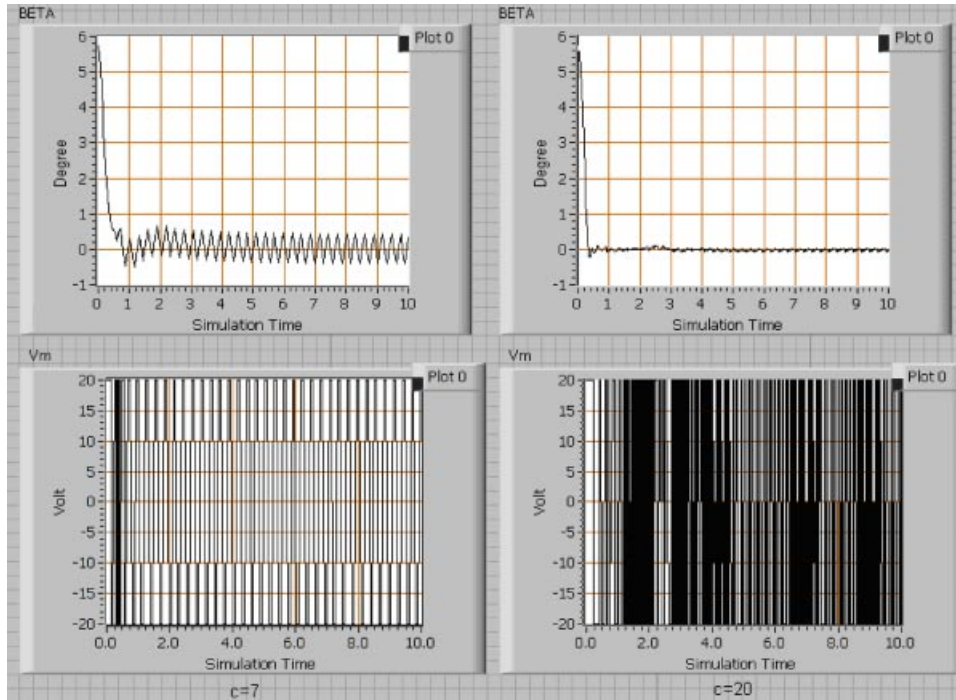 BETA
Plot 0
Degree
6
5
4
3
2
1
0
-1
0 1 2 3 4 5 6 7 8 9 10
Simulation Time
BETA
Plot 0
Degree
6
5
4
3
2
1
0
-1
0 1 2 3 4 5 6 7 8 9 10
Simulation Time
Vm
Plot 0
Volt
20
15
10
5
0
-5
-10
-15
-20
0.0 2.0 4.0 6.0 8.0 10.0
Simulation Time
c=7
Vm
Plot 0
Volt
20
15
10
5
0
-5
-10
-15
-20
0.0 2.0 4.0 6.0 8.0 10.0
Simulation Time
c=20